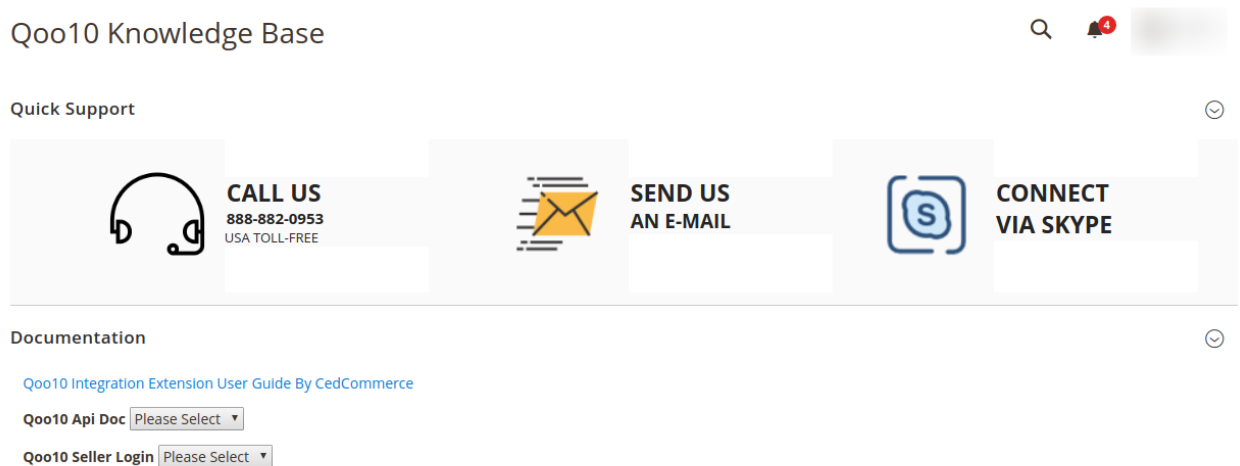 Qoo10 Knowledge Base
4
Quick Support
CALL US
888-882-0953
USA TOLL-FREE
SEND US
AN E-MAIL
S
CONNECT
VIA SKYPE
Documentation
Qoo10 Integration Extension User Guide By CedCommerce
Qoo10 Api Doc Please Select
Qoo10 Seller Login Please Select